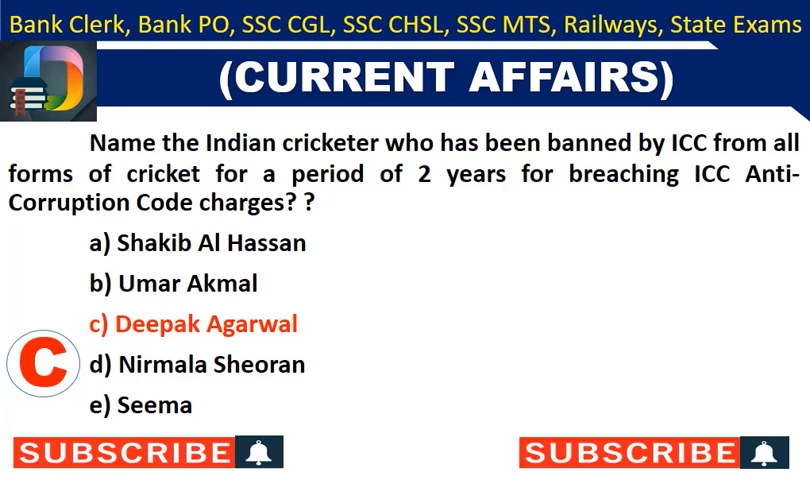 Bank Clerk, Bank PO, SSC CGL, SSC CHSL, SSC MTS, Railways, State Exams
(CURRENT AFFAIRS)
Name the Indian cricketer who has been banned by ICC from all
forms of cricket for a period of 2 years for breaching ICC Anti-
Corruption Code charges? ?
a) Shakib Al Hassan
b) Umar Akmal
c) Deepak Agarwal
C
d) Nirmala Sheoran
e) Seema
SUBSCRIBE
SUBSCRIBE